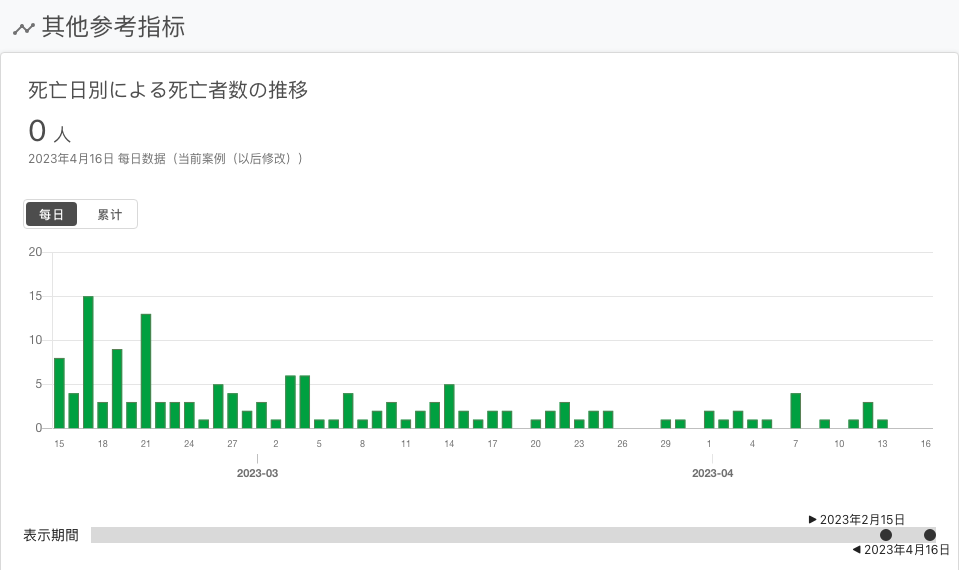 其他参考指标
死亡日別による死亡者数の推移
0 人
2023年4月16日 每日数据（当前案例（以后修改））
每日 累计
20
15
10
5
0
15 18 21 24 27 2 5 8 11 14 17 20 23 26 29 1 4 7 10 13 16
2023-03 2023-04
2023年2月15日
表示期間
2023年4月16日